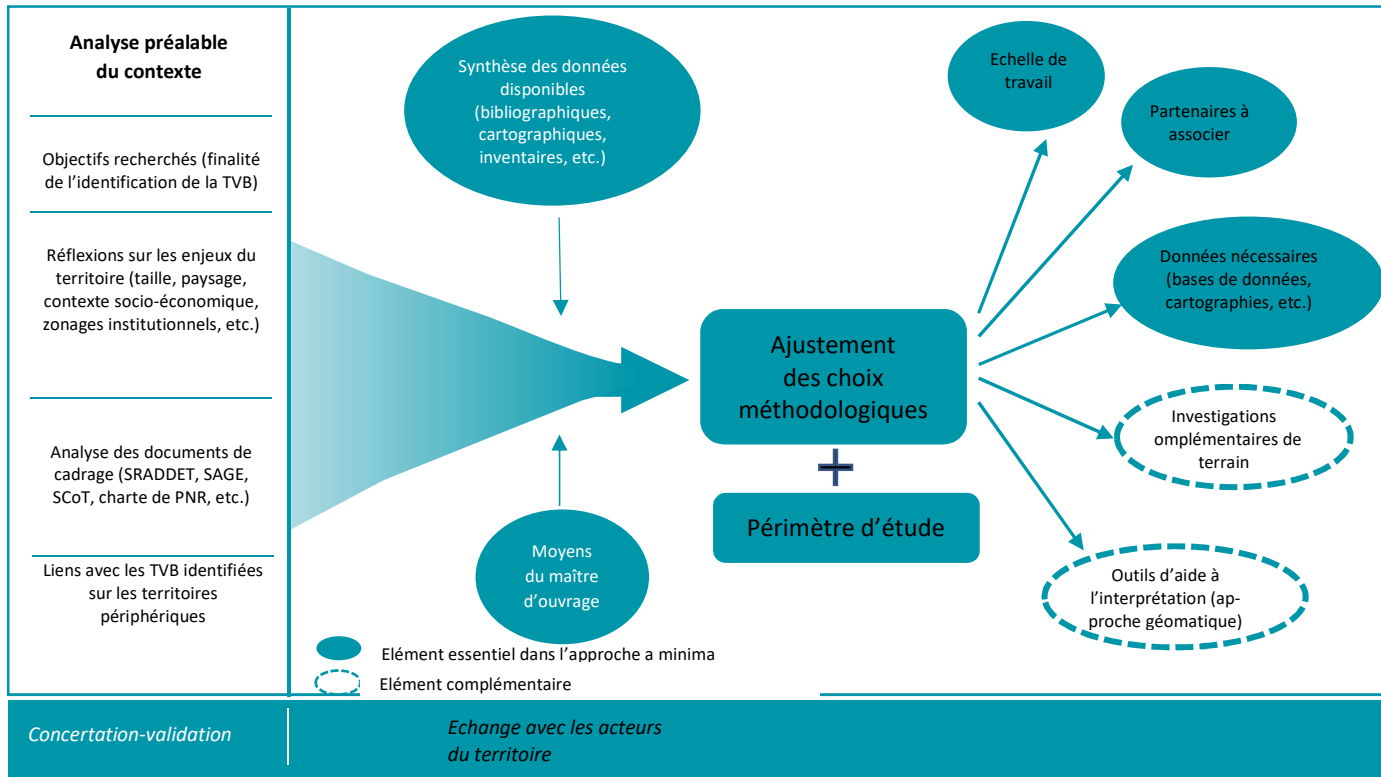 Analyse préalable
du contexte
Objectifs recherchés (finalité
de l'identification de la TVB)
Réflexions sur les enjeux du
territoire (taille, paysage,
contexte socio-économique,
zonages institutionnels, etc.)
Analyse des documents de
cadrage (SRADDET, SAGE,
SCoT, charte de PNR, etc.)
Liens avec les TVB identifiées
sur les territoires
périphériques
Synthèse des données
disponibles
(bibliographiques,
cartographiques,
inventaires, etc.)
Moyens
du maître
d'ouvrage
Ajustement
des choix
méthodologiques
+
Périmètre d'étude
Echelle de
travail
Partenaires à
associer
Données nécessaires
(bases de données,
cartographies, etc.)
Investigations
omplémentaires de
terrain
Outils d'aide à
l'interprétation (ap-
proche géomatique)
Elément essentiel dans l'approche a minima
Elément complémentaire
Concertation-validation
Echange avec les acteurs
du territoire